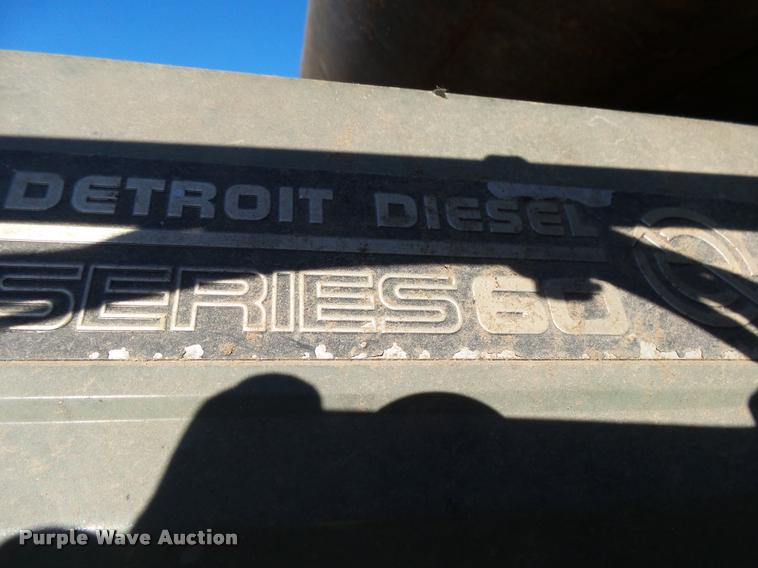 DETROIT DIESEL
SERIES 60
Purple Wave Auction